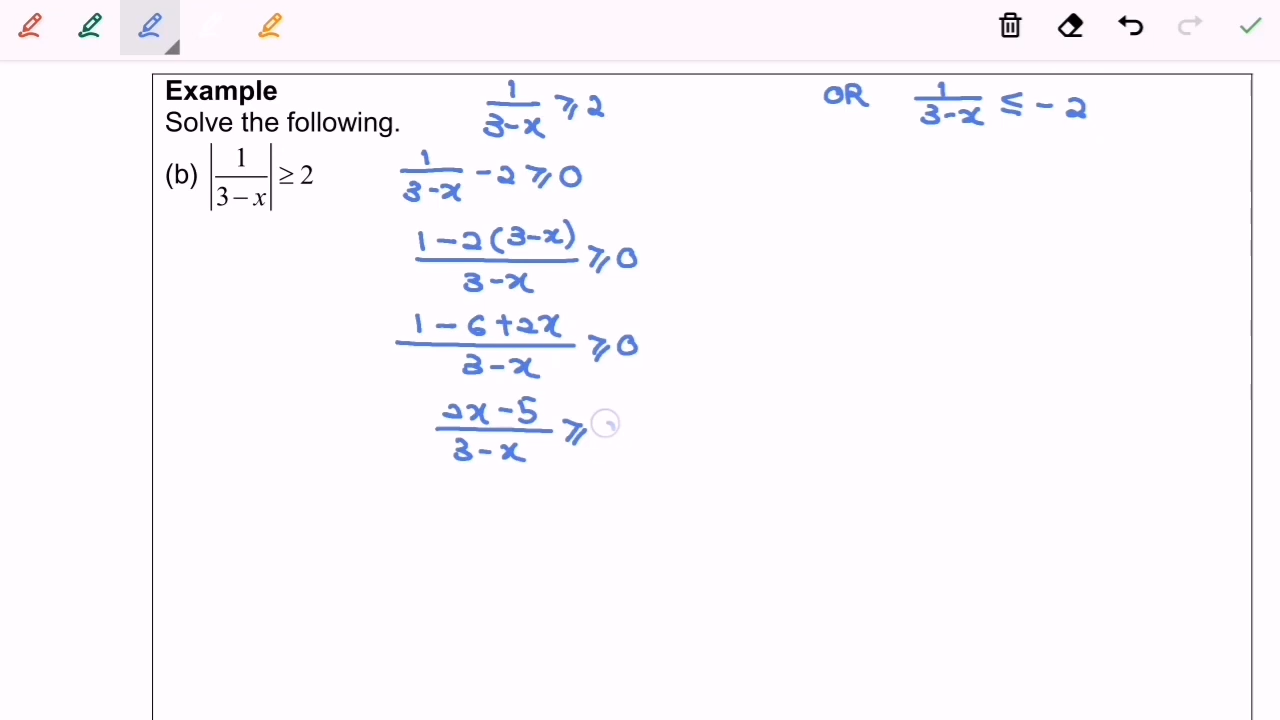 Example
Solve the following.
(b) |1/(3 − x)| ≥ 2
1/(3-x) ⩾ 2
1/(3-x) - 2 ⩾ 0
(1 - 2(3-x))/(3-x) ⩾ 0
(1 - 6 + 2x)/(3-x) ⩾ 0
(2x - 5)/(3-x) ⩾
OR 1/(3-x) ≤ - 2